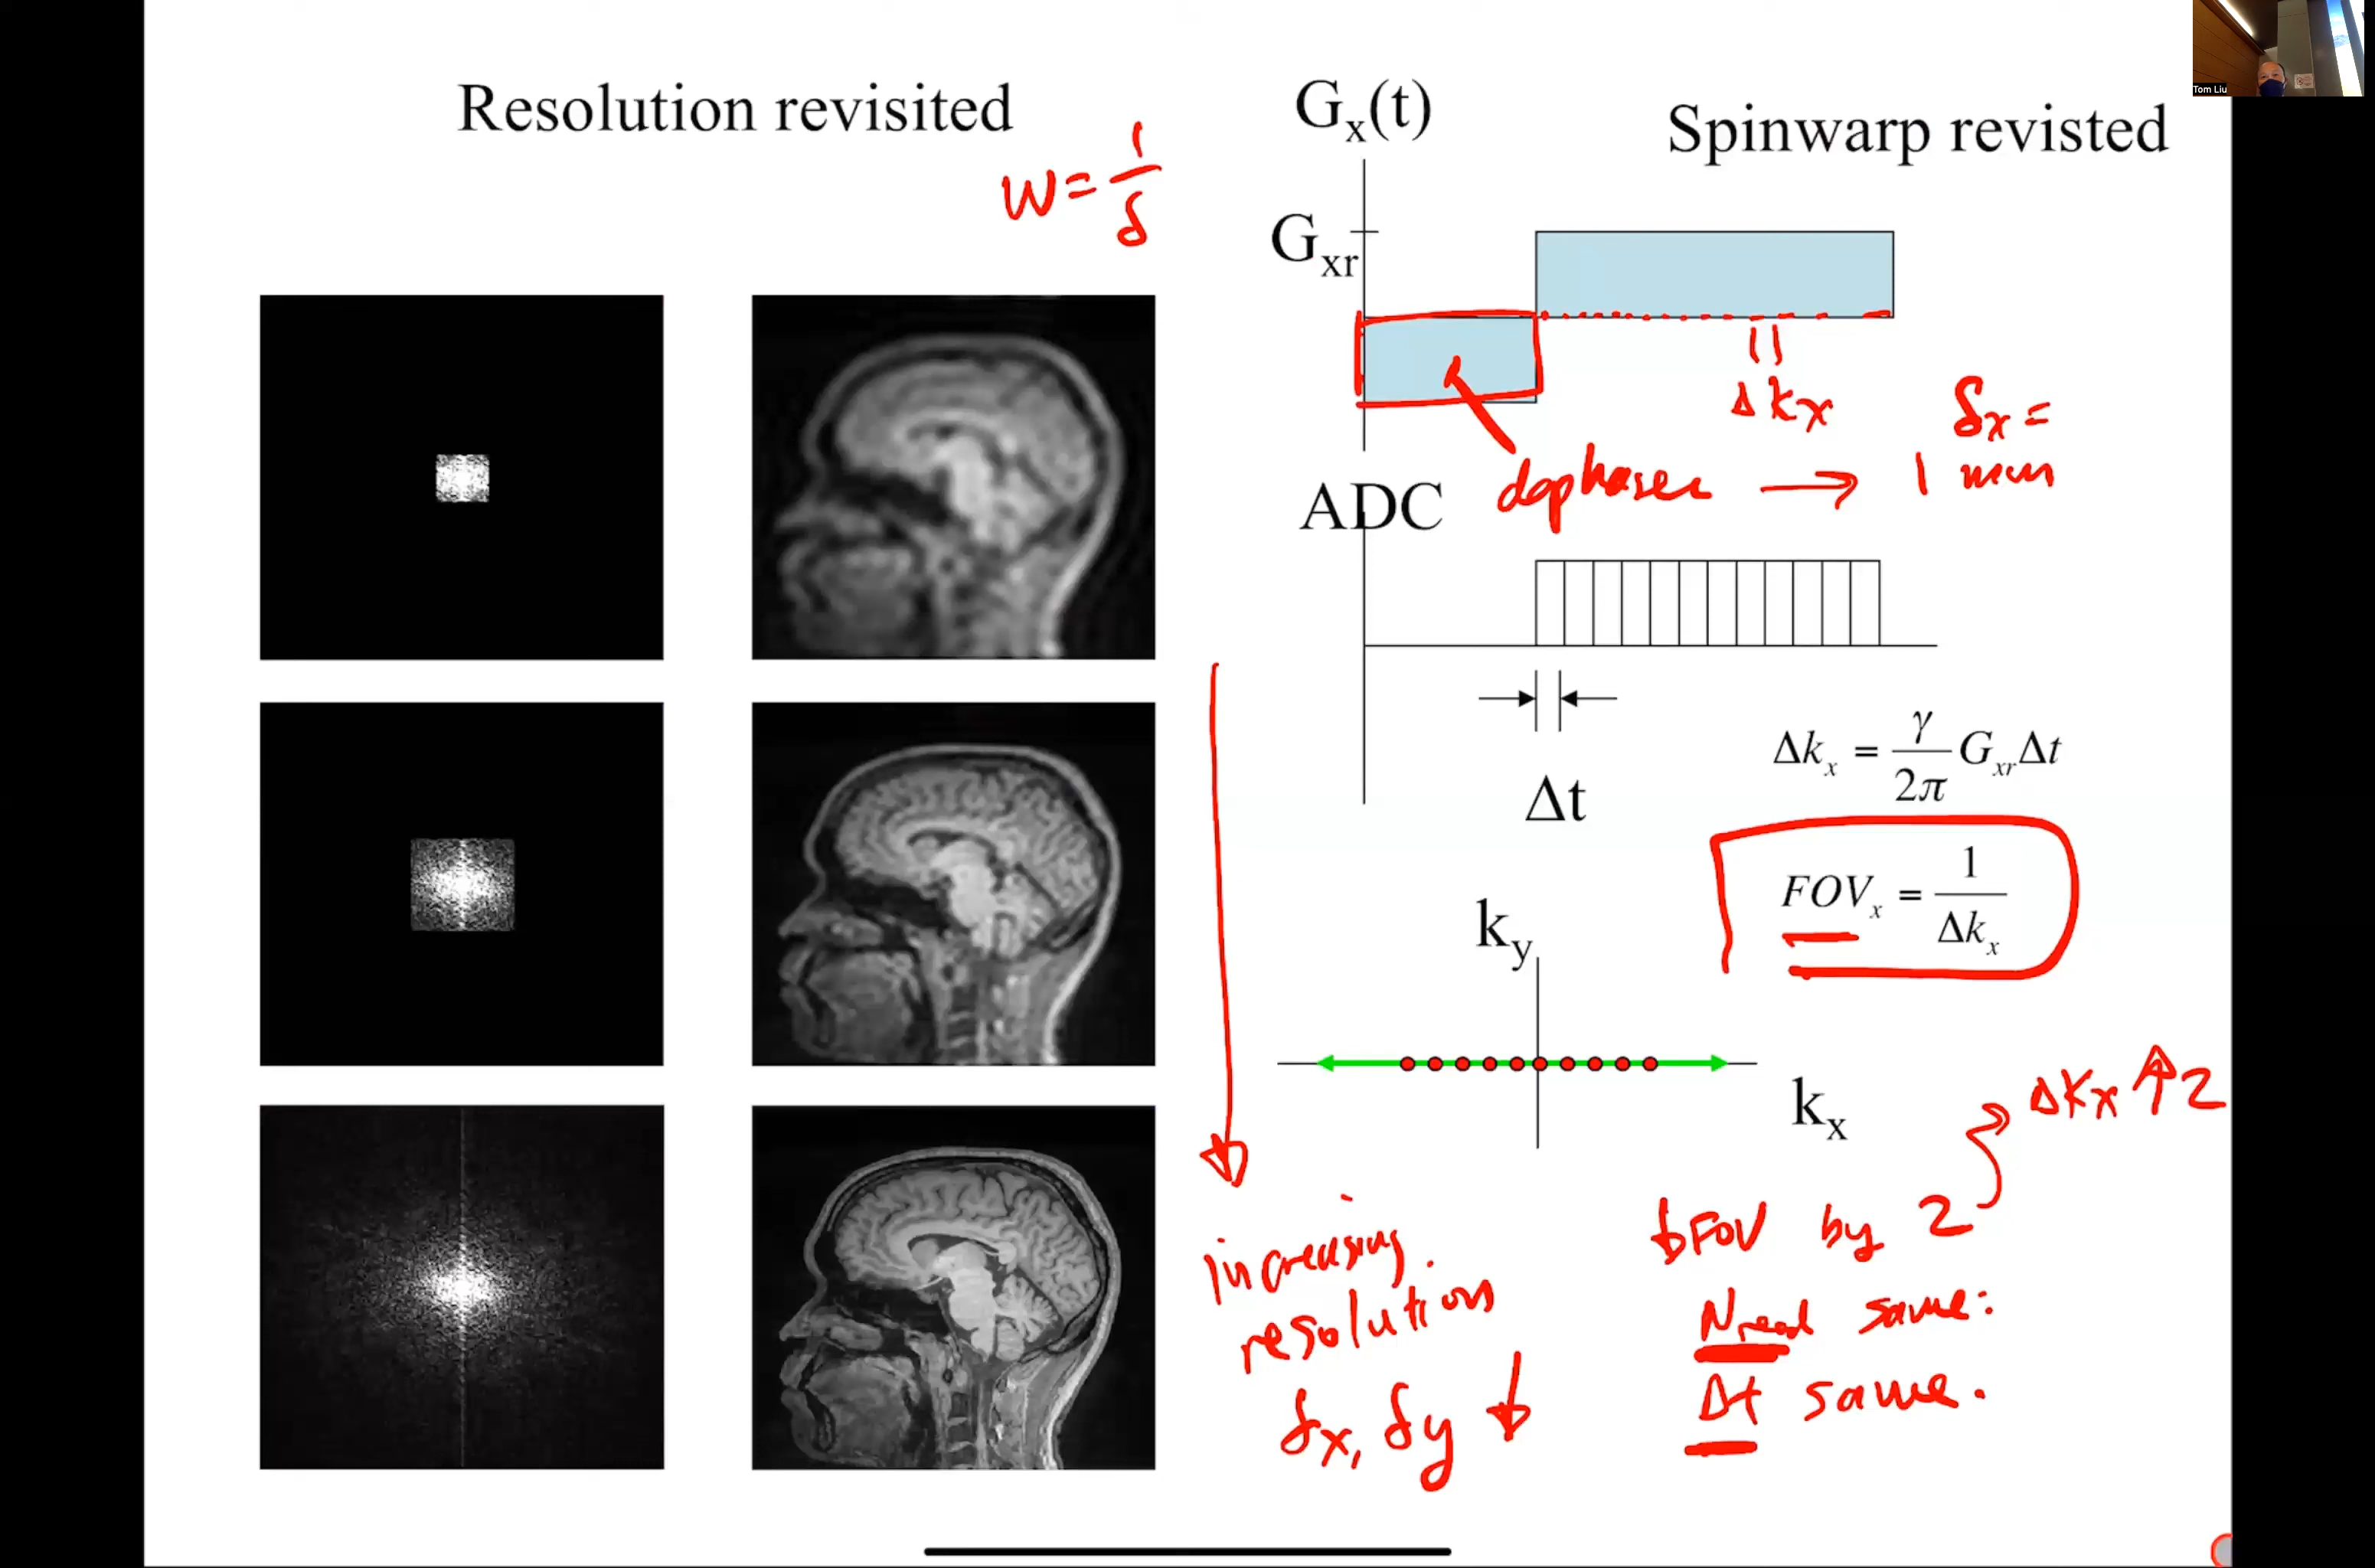 Resolution revisited
W = 1/δ
increasing
resolution
δx, δy ↓
Tom Liu
Spinwarp revisted
Gx(t)
Gxr
Δkx
δx =
1 mm
dephaser →
ADC
Δt
Δkx = γ/2π Gxr Δt
FOVx = 1/Δkx
ky
kx
Δkx ↑ 2
↓FOV by 2
Nread same:
Δt same.